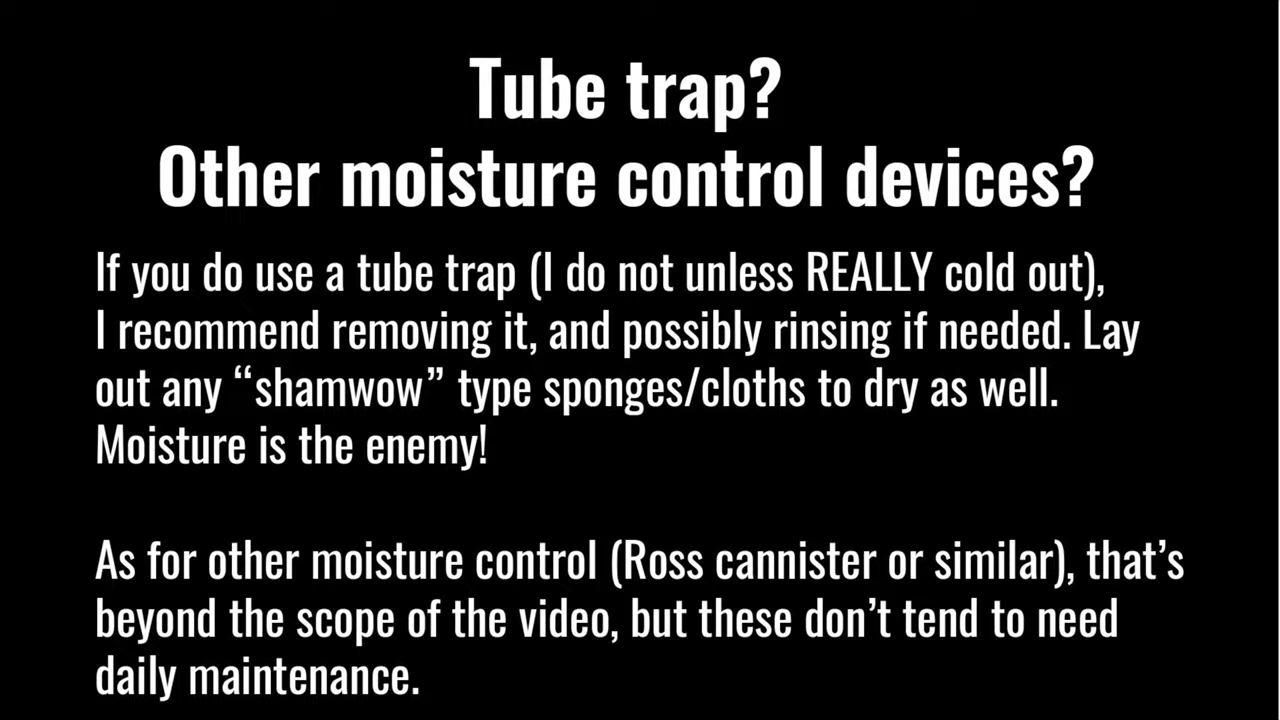 Tube trap?
Other moisture control devices?
If you do use a tube trap (I do not unless REALLY cold out),
I recommend removing it, and possibly rinsing if needed. Lay
out any “shamwow” type sponges/cloths to dry as well.
Moisture is the enemy!
As for other moisture control (Ross cannister or similar), that’s
beyond the scope of the video, but these don’t tend to need
daily maintenance.